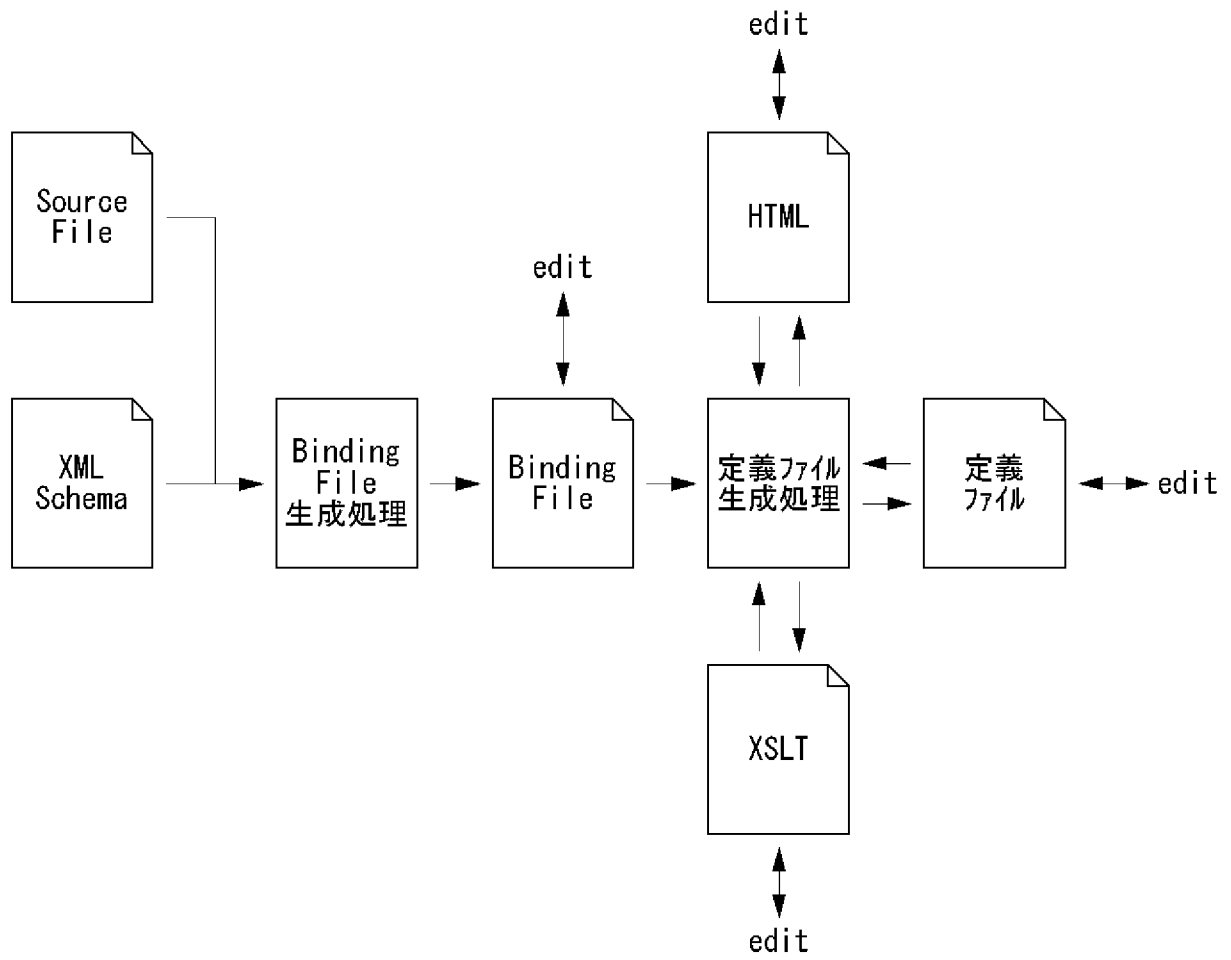 edit
Source
File
HTML
edit
XML
Schema
Binding
File
生成処理
Binding
File
定義ファイル
生成処理
定義
ファイル
edit
XSLT
edit